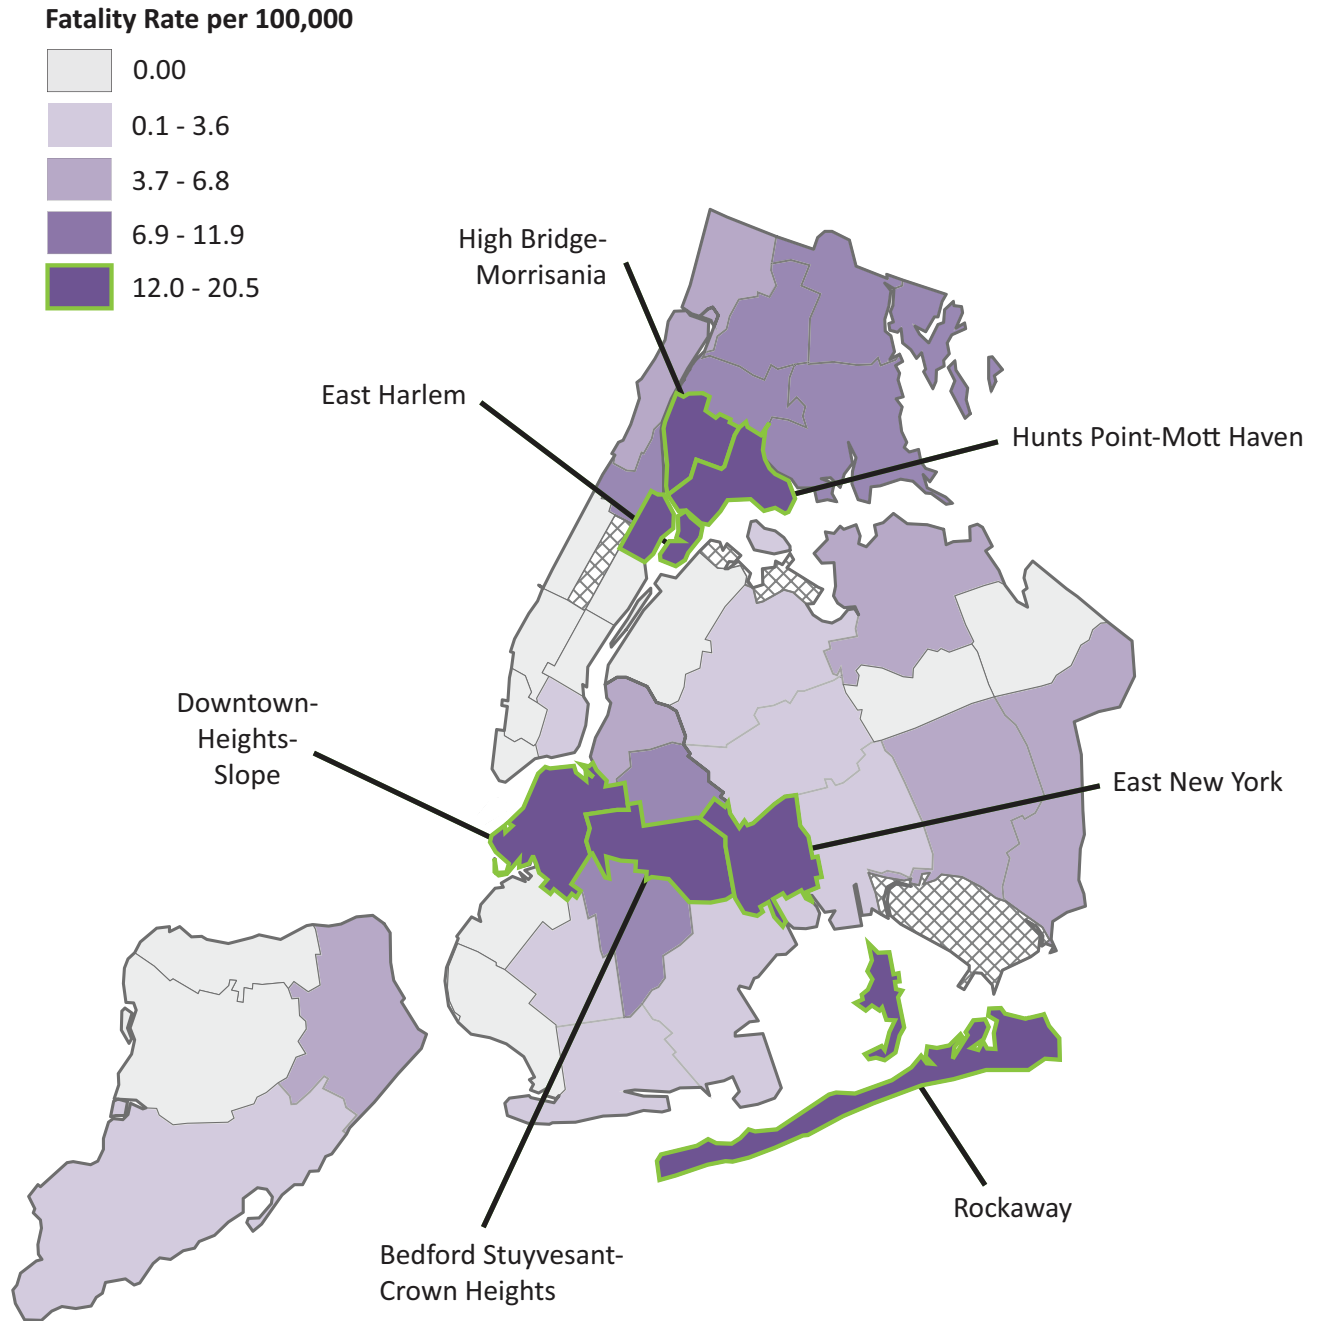 Fatality Rate per 100,000
0.00
0.1 - 3.6
3.7 - 6.8
6.9 - 11.9
12.0 - 20.5
High Bridge-
Morrisania
East Harlem
Hunts Point-Mott Haven
Downtown-
Heights-
Slope
East New York
Rockaway
Bedford Stuyvesant-
Crown Heights